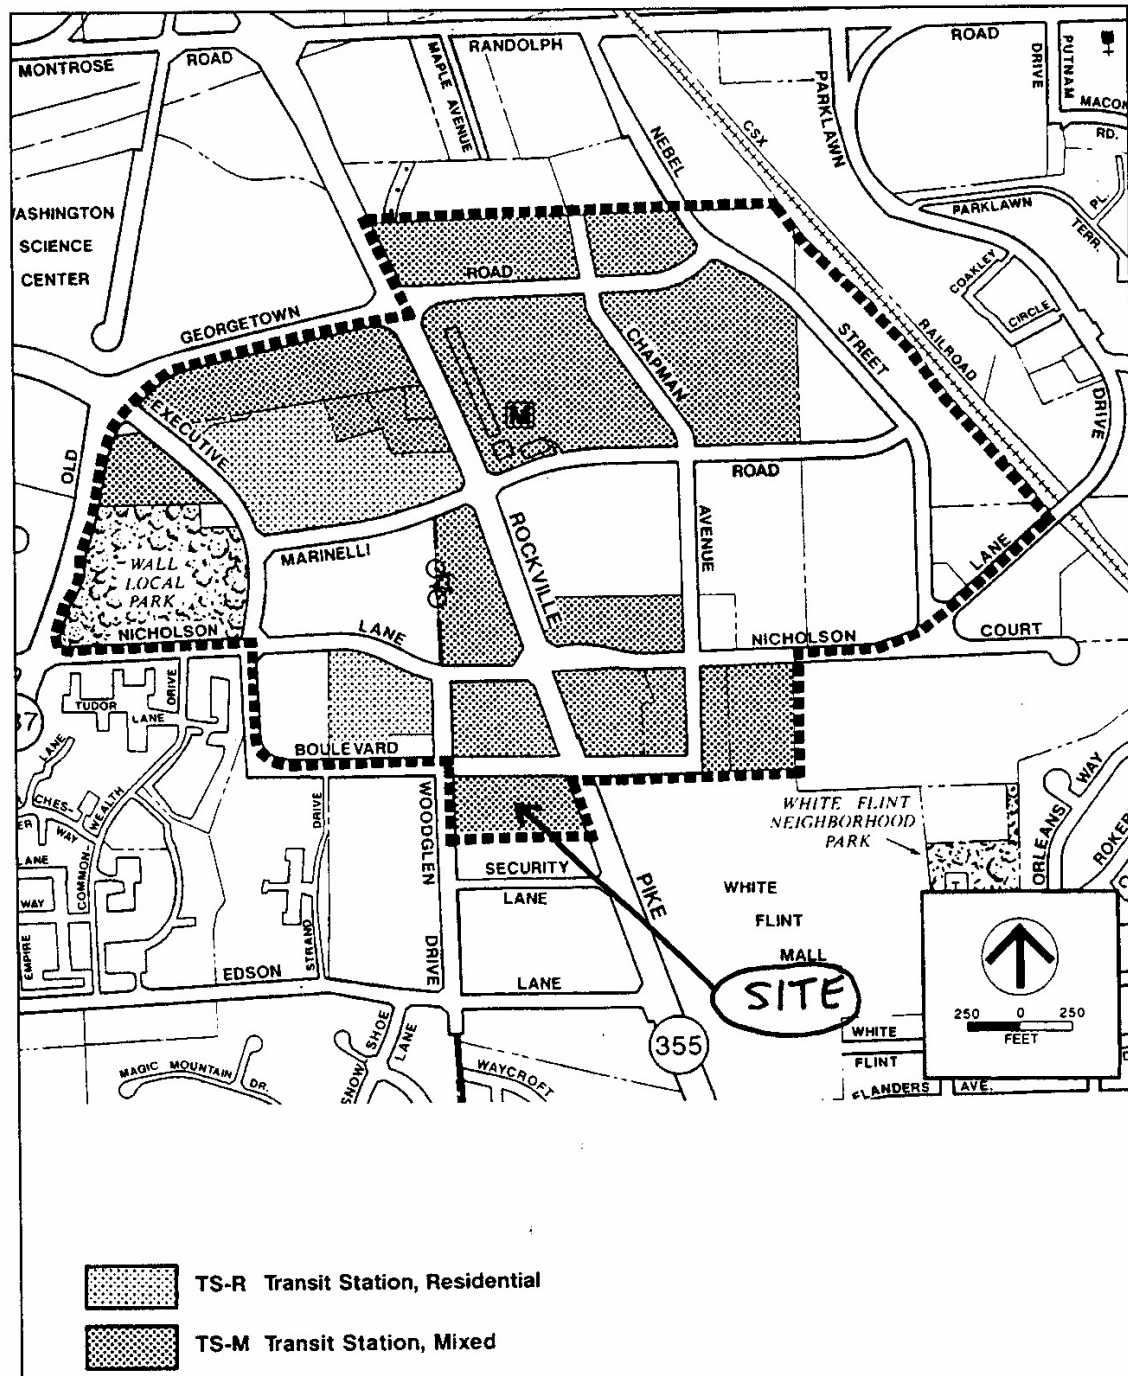 MONTROSE
ROAD
MAPLE AVENUE
RANDOLPH
ROAD
DRIVE
PUTNAM
MACON
RD.
PARKLAWN
CSX
NEBEL
PARKLAWN
TERR.
PL.
WASHINGTON
SCIENCE
CENTER
COAKLEY
CIRCLE
ROAD
GEORGETOWN
CHAPMAN
STREET
RAILROAD
DRIVE
M
EXECUTIVE
OLD
ROAD
MARINELLI
ROCKVILLE
AVENUE
LANE
WALL
LOCAL
PARK
NICHOLSON
LANE
NICHOLSON
COURT
TUDOR
LANE
DRIVE
LANE
CHES-
WAY
COMMON-
WEALTH
BOULEVARD
DRIVE
WOODGLEN
WHITE FLINT
NEIGHBORHOOD
PARK
ORLEANS
WAY
SECURITY
LANE
PIKE
WHITE
FLINT
MALL
LANE
WAY
EMPIRE
STRAND
DRIVE
EDSON
LANE
SITE
250 0 250
FEET
355
WHITE
FLINT
FLANDERS AVE.
MAGIC MOUNTAIN DR.
SNOW SHOE
LANE
WAYCROFT
TS-R Transit Station, Residential
TS-M Transit Station, Mixed